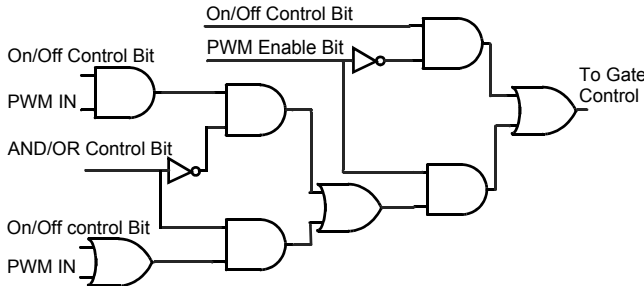 On/Off Control Bit
PWM Enable Bit
On/Off Control Bit
PWM IN
To Gate
Control
AND/OR Control Bit
On/Off control Bit
PWM IN